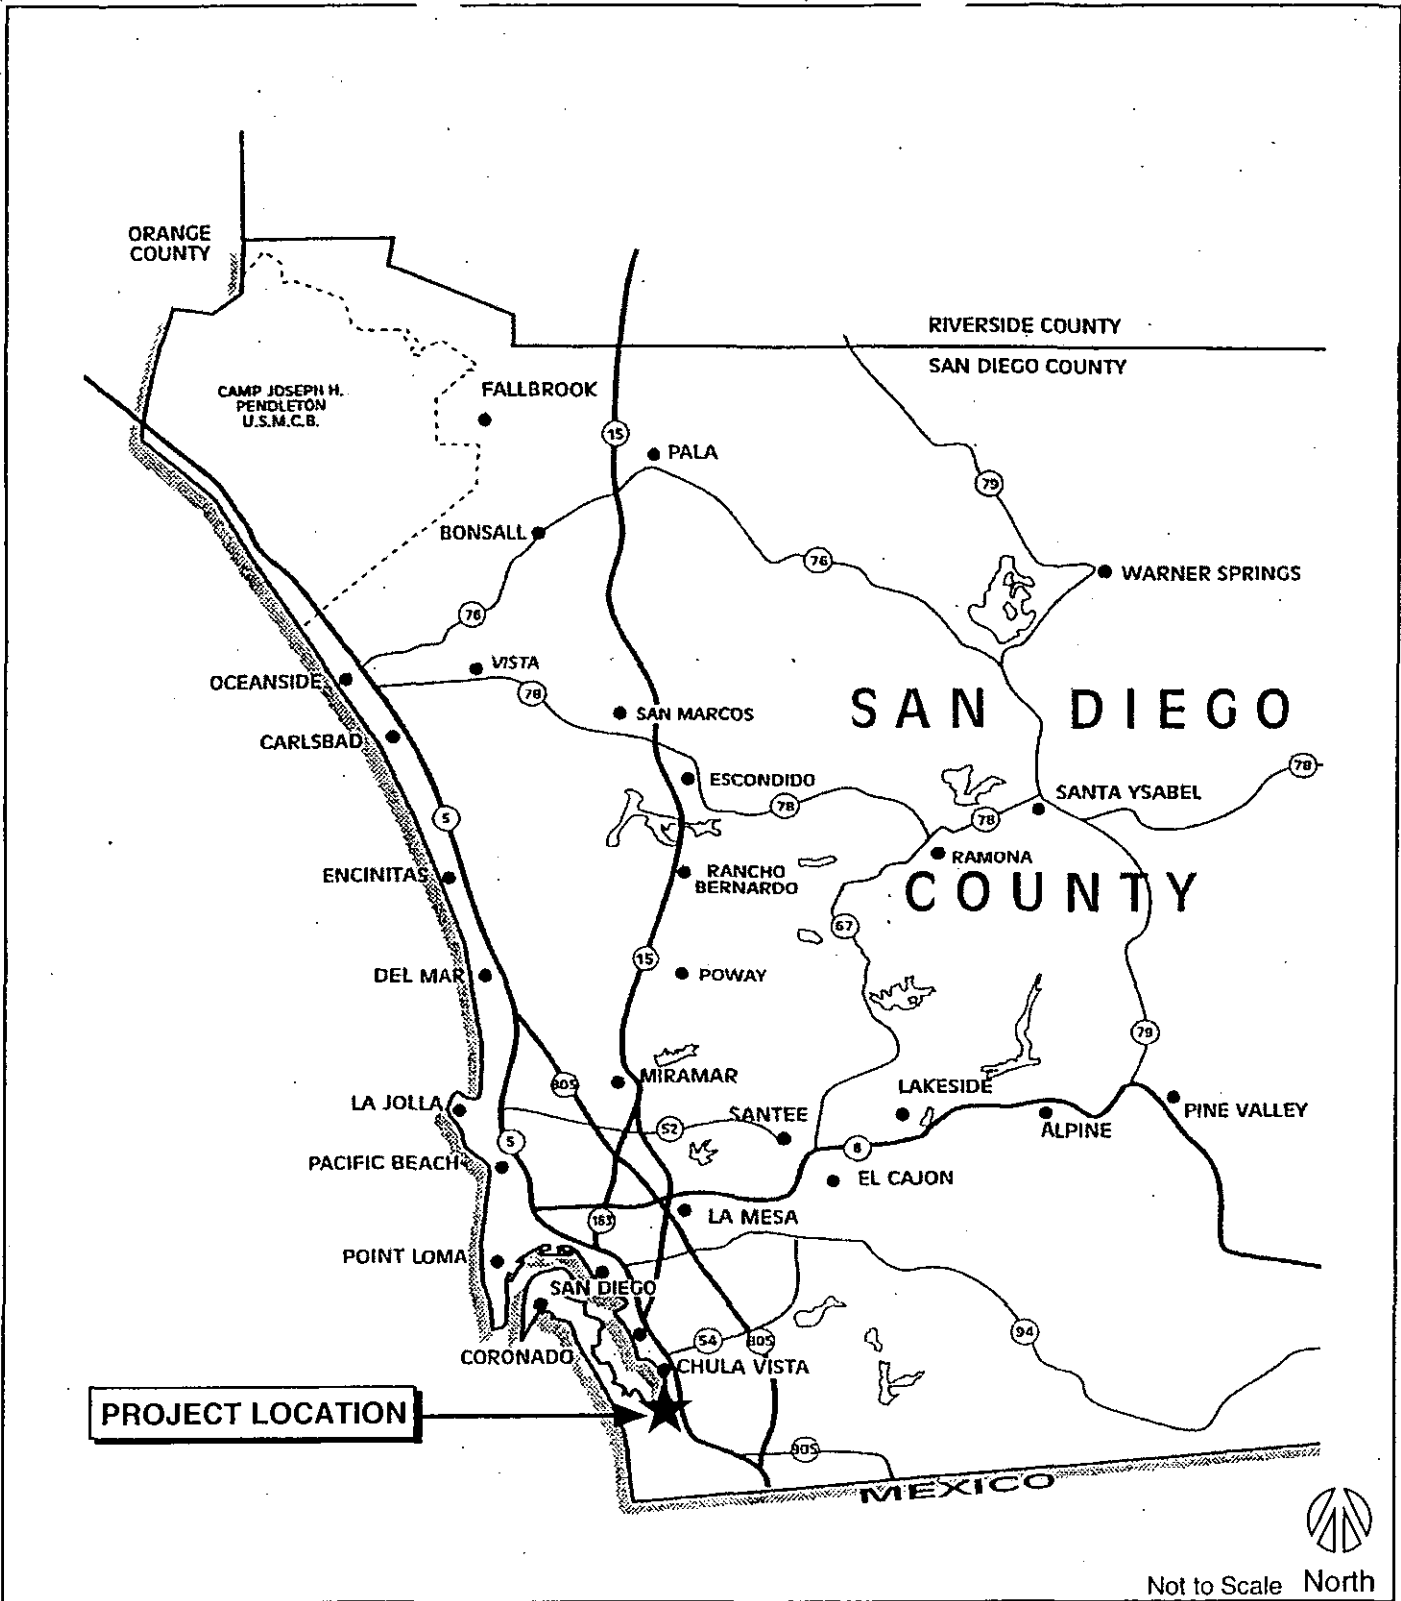 ORANGE
COUNTY
RIVERSIDE COUNTY
SAN DIEGO COUNTY
CAMP JOSEPH H.
PENDLETON
U.S.M.C.B.
FALLBROOK
15
PALA
79
BONSALL
76
WARNER SPRINGS
76
VISTA
OCEANSIDE
78
SAN MARCOS
SAN DIEGO
CARLSBAD
ESCONDIDO
78
78
SANTA YSABEL
78
5
RAMONA
ENCINITAS
RANCHO
BERNARDO
COUNTY
67
15
DEL MAR
POWAY
79
MIRAMAR
805
LAKESIDE
LA JOLLA
SANTEE
52
PINE VALLEY
ALPINE
5
8
PACIFIC BEACH
EL CAJON
LA MESA
163
POINT LOMA
SAN DIEGO
94
54
805
CORONADO
CHULA VISTA
PROJECT LOCATION
905
MEXICO
Not to Scale
North